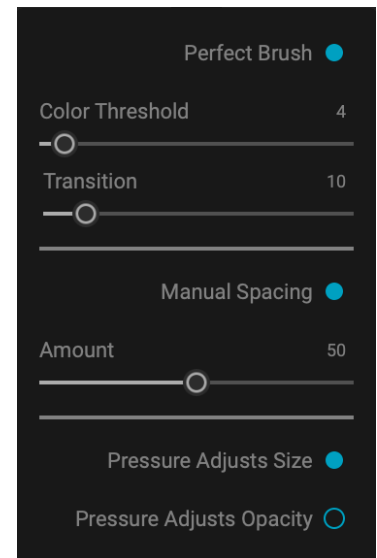 Perfect Brush
Color Threshold 4
Transition 10
Manual Spacing
Amount 50
Pressure Adjusts Size
Pressure Adjusts Opacity